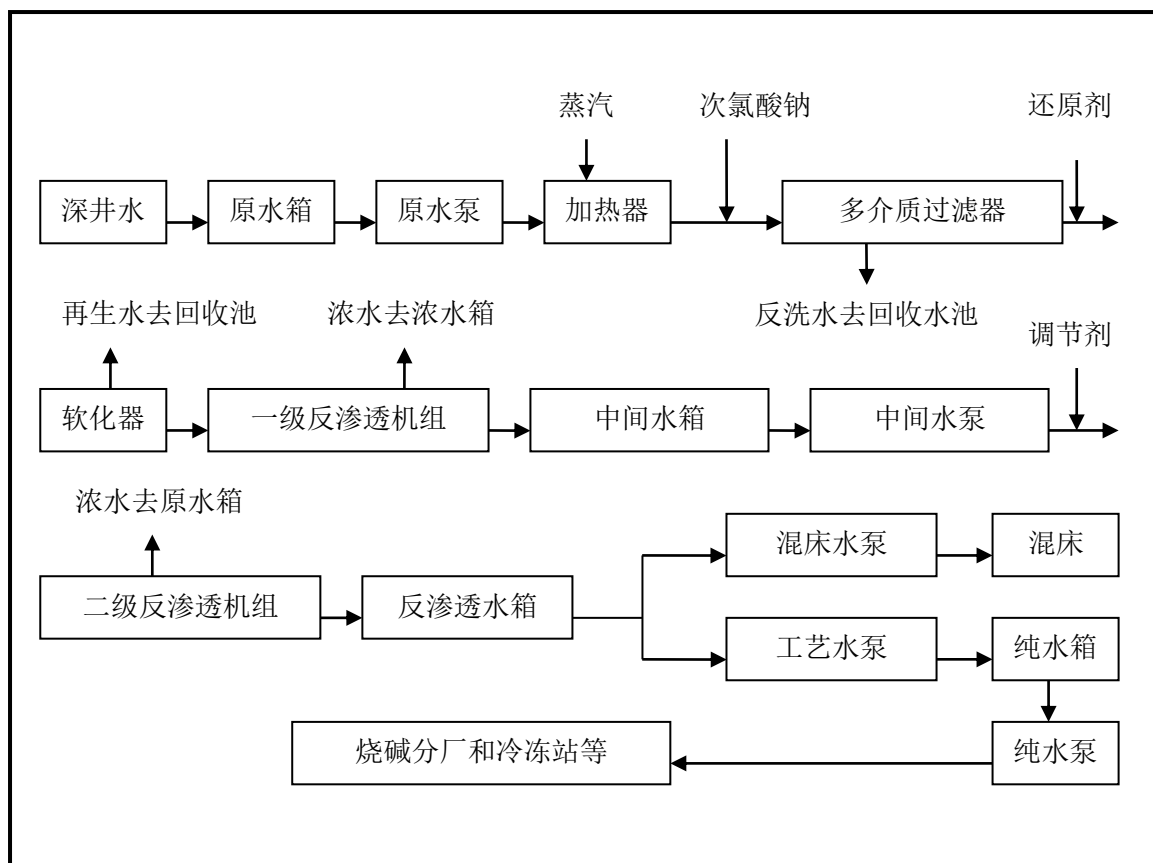 蒸汽 次氯酸钠 还原剂
深井水 原水箱 原水泵 加热器 多介质过滤器
再生水去回收池 浓水去浓水箱 反洗水去回收水池
调节剂
软化器 一级反渗透机组 中间水箱 中间水泵
浓水去原水箱
混床水泵 混床
二级反渗透机组 反渗透水箱
工艺水泵 纯水箱
烧碱分厂和冷冻站等 纯水泵